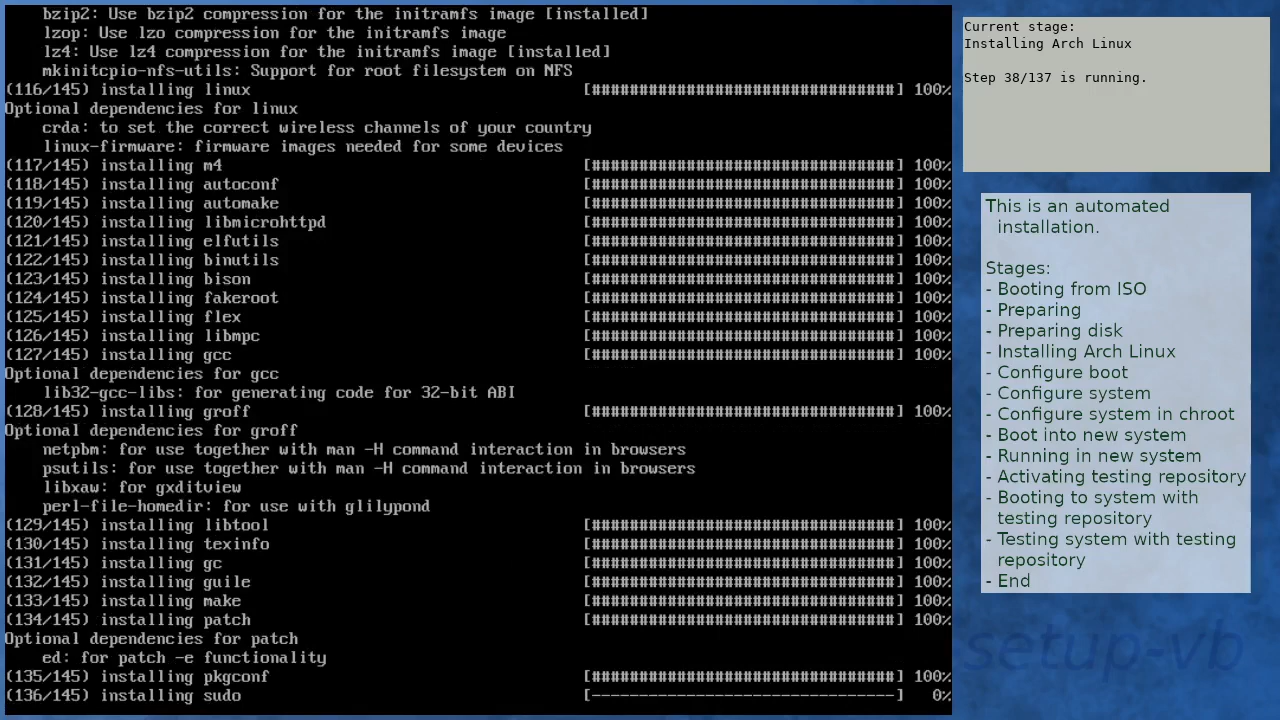 bzip2: Use bzip2 compression for the initramfs image [installed]
lzop: Use lzo compression for the initramfs image
lz4: Use lz4 compression for the initramfs image [installed]
mkinitcpio-nfs-utils: Support for root filesystem on NFS
(116/145) installing linux [################################] 100%
Optional dependencies for linux
crda: to set the correct wireless channels of your country
linux-firmware: firmware images needed for some devices
(117/145) installing m4 [################################] 100%
(118/145) installing autoconf [################################] 100%
(119/145) installing automake [################################] 100%
(120/145) installing libmicrohttpd [################################] 100%
(121/145) installing elfutils [################################] 100%
(122/145) installing binutils [################################] 100%
(123/145) installing bison [################################] 100%
(124/145) installing fakeroot [################################] 100%
(125/145) installing flex [################################] 100%
(126/145) installing libmpc [################################] 100%
(127/145) installing gcc [################################] 100%
Optional dependencies for gcc
lib32-gcc-libs: for generating code for 32-bit ABI
(128/145) installing groff [################################] 100%
Optional dependencies for groff
netpbm: for use together with man -H command interaction in browsers
psutils: for use together with man -H command interaction in browsers
libxaw: for gxditview
perl-file-homedir: for use with glilypond
(129/145) installing libtool [################################] 100%
(130/145) installing texinfo [################################] 100%
(131/145) installing gc [################################] 100%
(132/145) installing guile [################################] 100%
(133/145) installing make [################################] 100%
(134/145) installing patch [################################] 100%
Optional dependencies for patch
ed: for patch -e functionality
(135/145) installing pkgconf [################################] 100%
(136/145) installing sudo [--------------------------------] 0%
Current stage:
Installing Arch Linux
Step 38/137 is running.
This is an automated
installation.
Stages:
- Booting from ISO
- Preparing
- Preparing disk
- Installing Arch Linux
- Configure boot
- Configure system
- Configure system in chroot
- Boot into new system
- Running in new system
- Activating testing repository
- Booting to system with
testing repository
- Testing system with testing
repository
- End
setup-vb